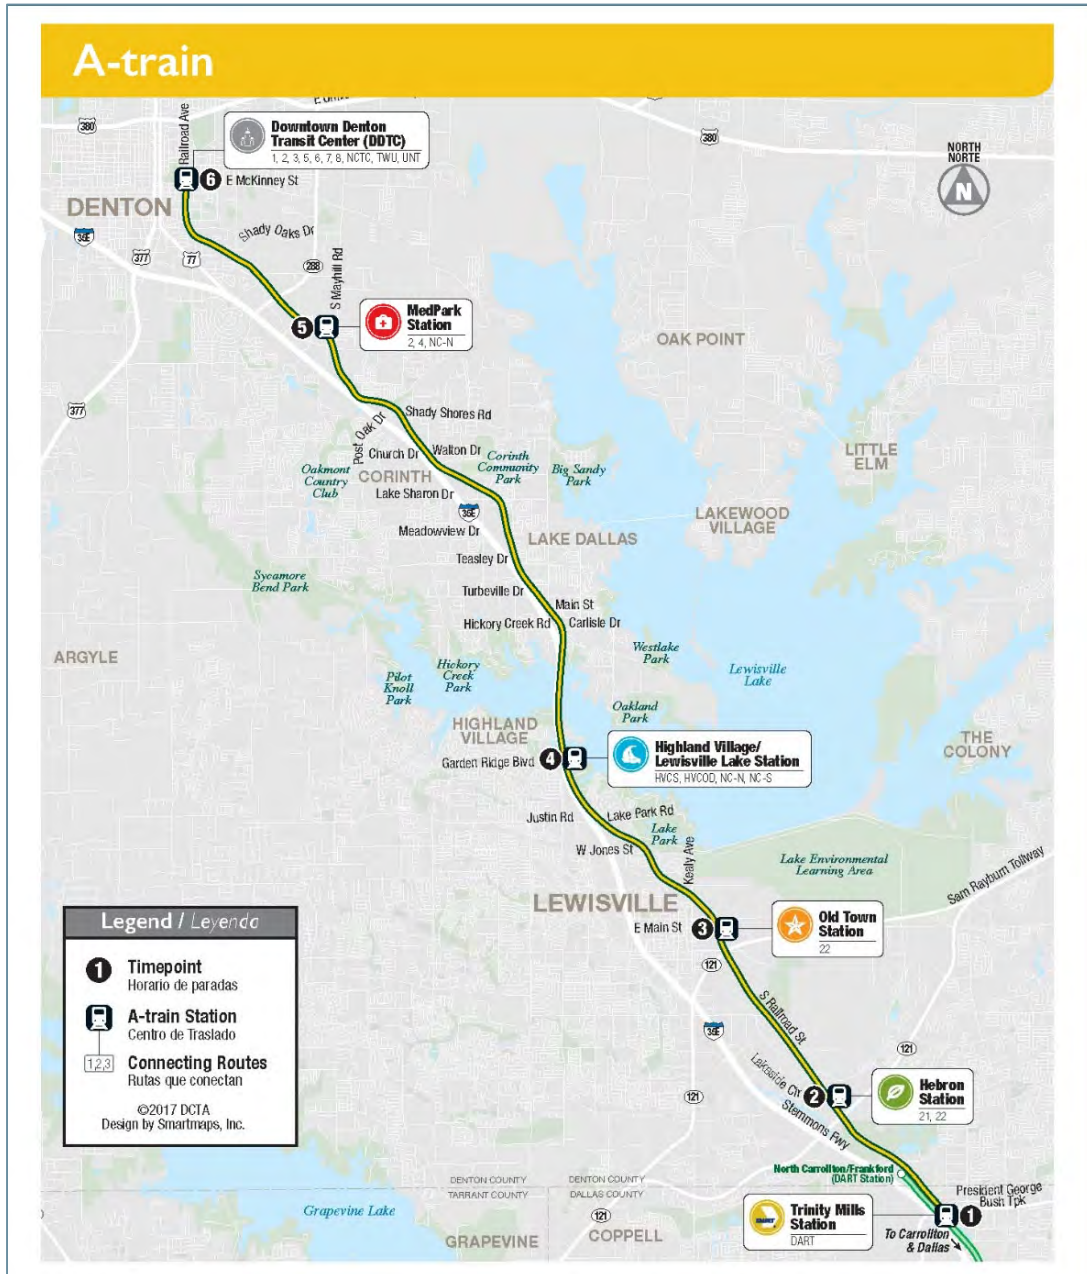 A-train
380
380
Railroad Ave
Downtown Denton
Transit Center (DDTC)
1, 2, 3, 5, 6, 7, 8, NCTC, TWU, UNT
NORTH
NORTE
N
6
E McKinney St
DENTON
35E
377
77
Shady Oaks Dr
288
S Mayhill Rd
5
MedPark
Station
2, 4, NC-N
OAK POINT
377
Shady Shores Rd
Post Oak Dr
Church Dr
Walton Dr
Corinth
Community
Park
Big Sandy
Park
LITTLE
ELM
Oakmont
Country
Club
CORINTH
Lake Sharon Dr
35E
Meadowview Dr
LAKE DALLAS
LAKEWOOD
VILLAGE
Teasley Dr
Sycamore
Bend Park
Turbeville Dr
Main St
Hickory Creek Rd
Carlisle Dr
ARGYLE
Westlake
Park
Lewisville
Lake
Hickory
Creek
Park
Pilot
Knoll
Park
Oakland
Park
HIGHLAND
VILLAGE
THE
COLONY
Garden Ridge Blvd
4
Highland Village/
Lewisville Lake Station
HVCS, HVCOD, NC-N, NC-S
Justin Rd
Lake Park Rd
Lake
Park
W Jones St
Kealy Ave
Lake Environmental
Learning Area
Sam Rayburn Tollway
LEWISVILLE
E Main St
3
Old Town
Station
22
121
S Railroad St
35E
121
Lakeside Cir
2
Hebron
Station
21, 22
121
Stemmons Fwy
North Carrollton/Frankford
(DART Station)
President George
Bush Tpk
1
Trinity Mills
Station
DART
To Carrollton
& Dallas
DENTON COUNTY
TARRANT COUNTY
DENTON COUNTY
DALLAS COUNTY
Grapevine Lake
121
GRAPEVINE
COPPELL
Legend / Leyenda
1
Timepoint
Horario de paradas
A-train Station
Centro de Traslado
1,2,3
Connecting Routes
Rutas que conectan
©2017 DCTA
Design by Smartmaps, Inc.